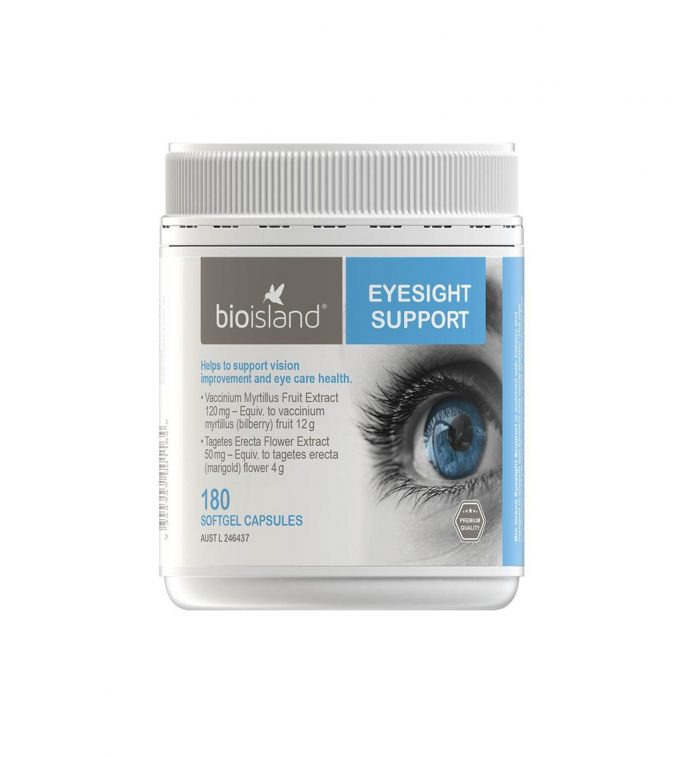 bioisland®
EYESIGHT
SUPPORT
Helps to support vision
improvement and eye care health.
• Vaccinium Myrtillus Fruit Extract
120 mg – Equiv. to vaccinium
myrtillus (bilberry) fruit 12 g
• Tagetes Erecta Flower Extract
50 mg – Equiv. to tagetes erecta
(marigold) flower 4 g
180
SOFTGEL CAPSULES
AUST L 246437
PREMIUM
QUALITY